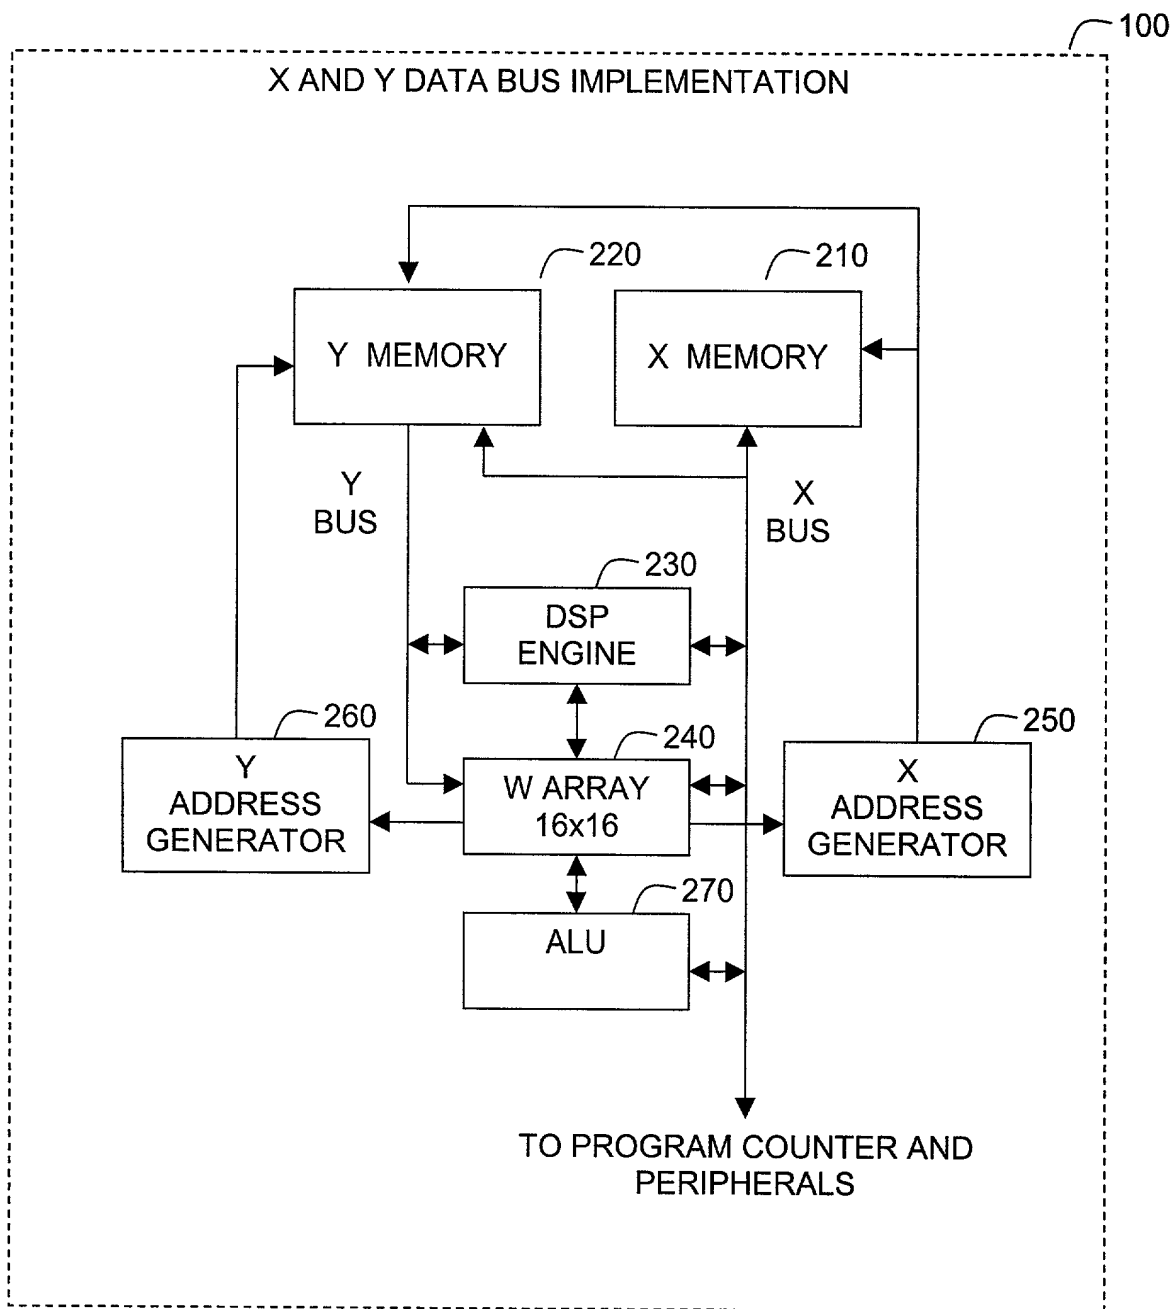 100
X AND Y DATA BUS IMPLEMENTATION
220
210
Y MEMORY
X MEMORY
Y
BUS
X
BUS
230
DSP
ENGINE
260
240
250
Y
ADDRESS
GENERATOR
W ARRAY
16x16
X
ADDRESS
GENERATOR
270
ALU
TO PROGRAM COUNTER AND
PERIPHERALS